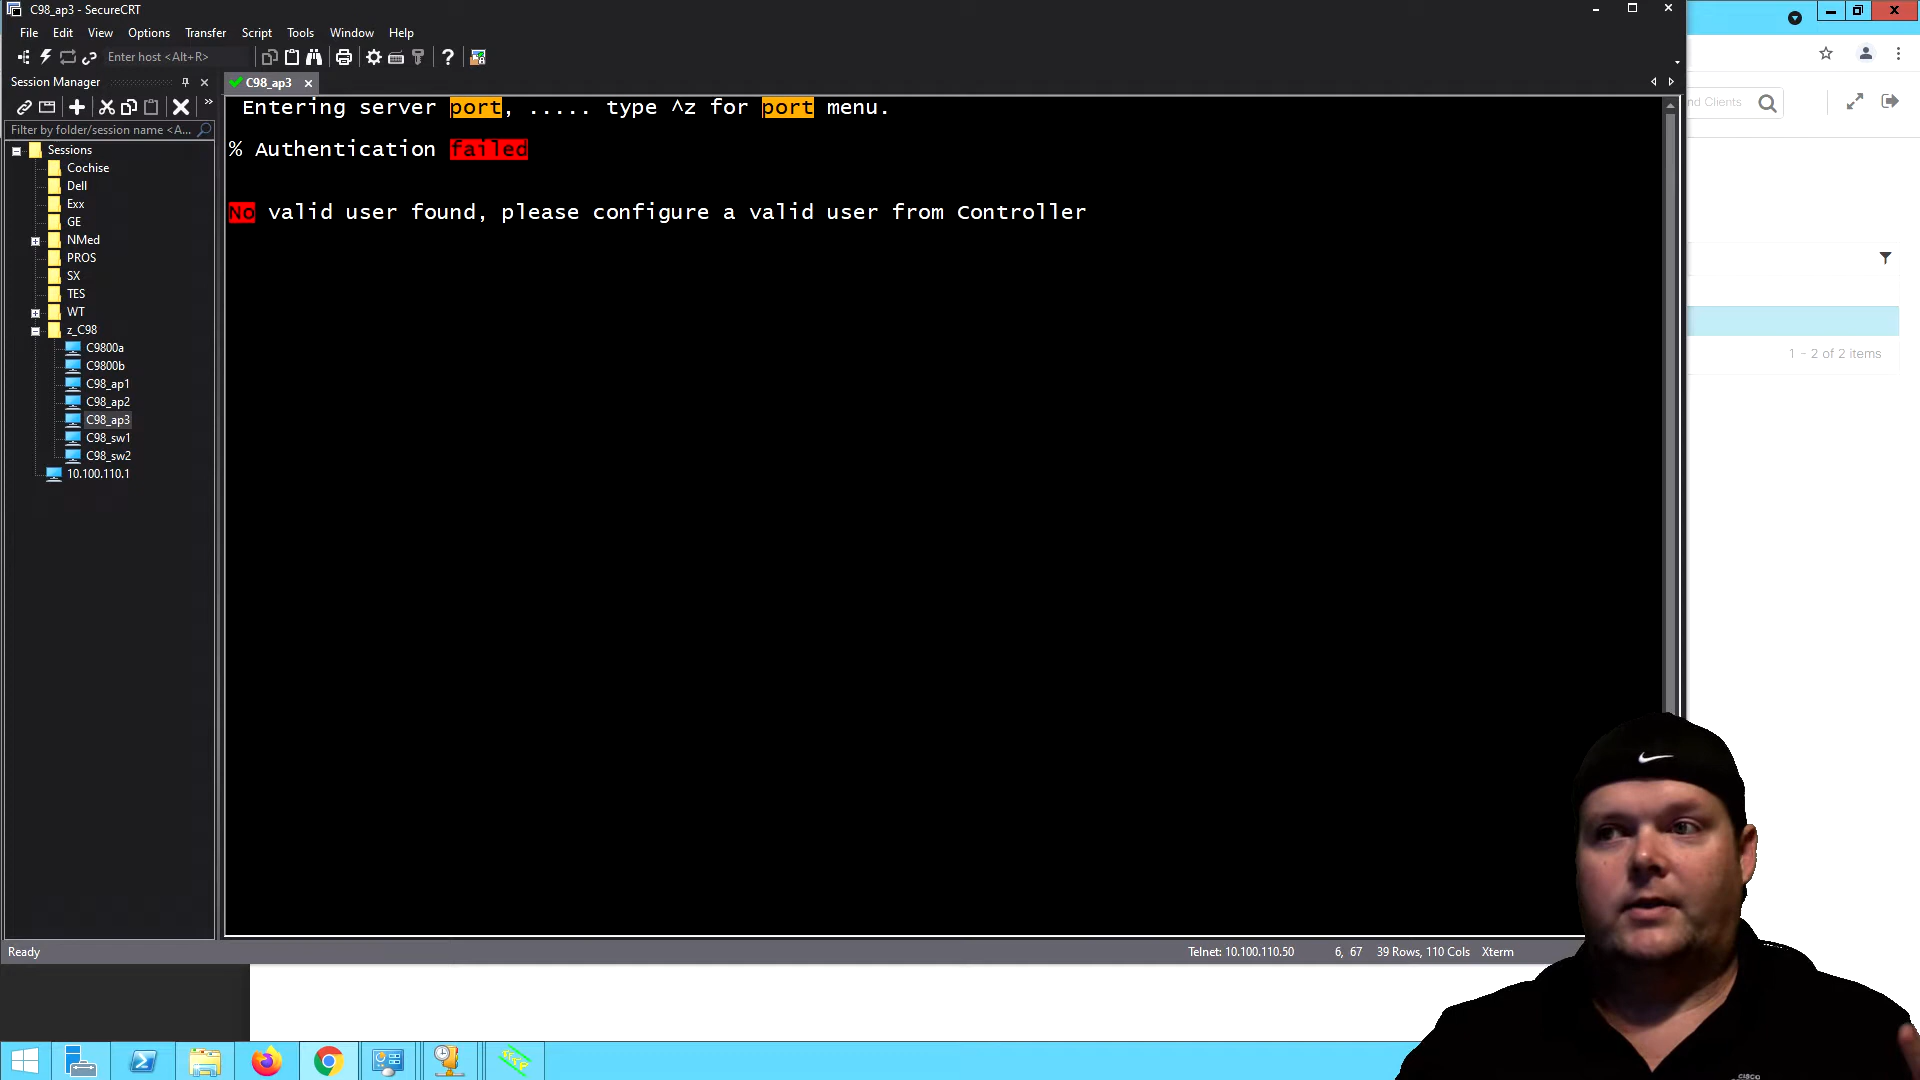 C98_ap3 - SecureCRT
File Edit View Options Transfer Script Tools Window Help
Enter host <Alt+R>
Session Manager
C98_ap3
Filter by folder/session name <A...
Sessions
Cochise
Dell
Exx
GE
NMed
PROS
SX
TES
WT
z_C98
C9800a
C9800b
C98_ap1
C98_ap2
C98_ap3
C98_sw1
C98_sw2
10.100.110.1
Entering server port, ..... type ^z for port menu.
% Authentication failed
No valid user found, please configure a valid user from Controller
nd Clients
1 - 2 of 2 items
Ready
Telnet: 10.100.110.50 6, 67 39 Rows, 110 Cols Xterm
CISCO